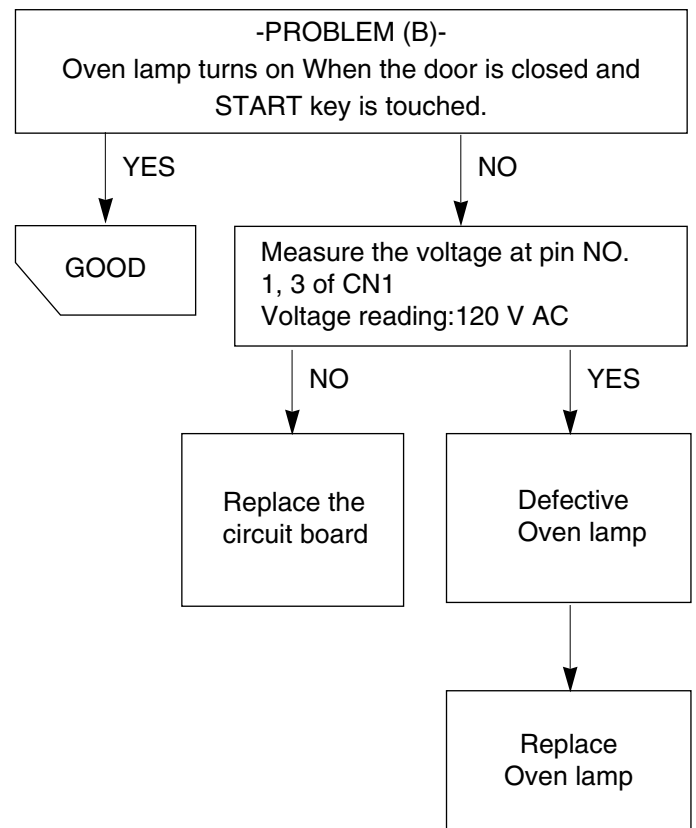 -PROBLEM (B)-
Oven lamp turns on When the door is closed and
START key is touched.
YES
NO
GOOD
Measure the voltage at pin NO.
1, 3 of CN1
Voltage reading:120 V AC
NO
YES
Replace the
circuit board
Defective
Oven lamp
Replace
Oven lamp